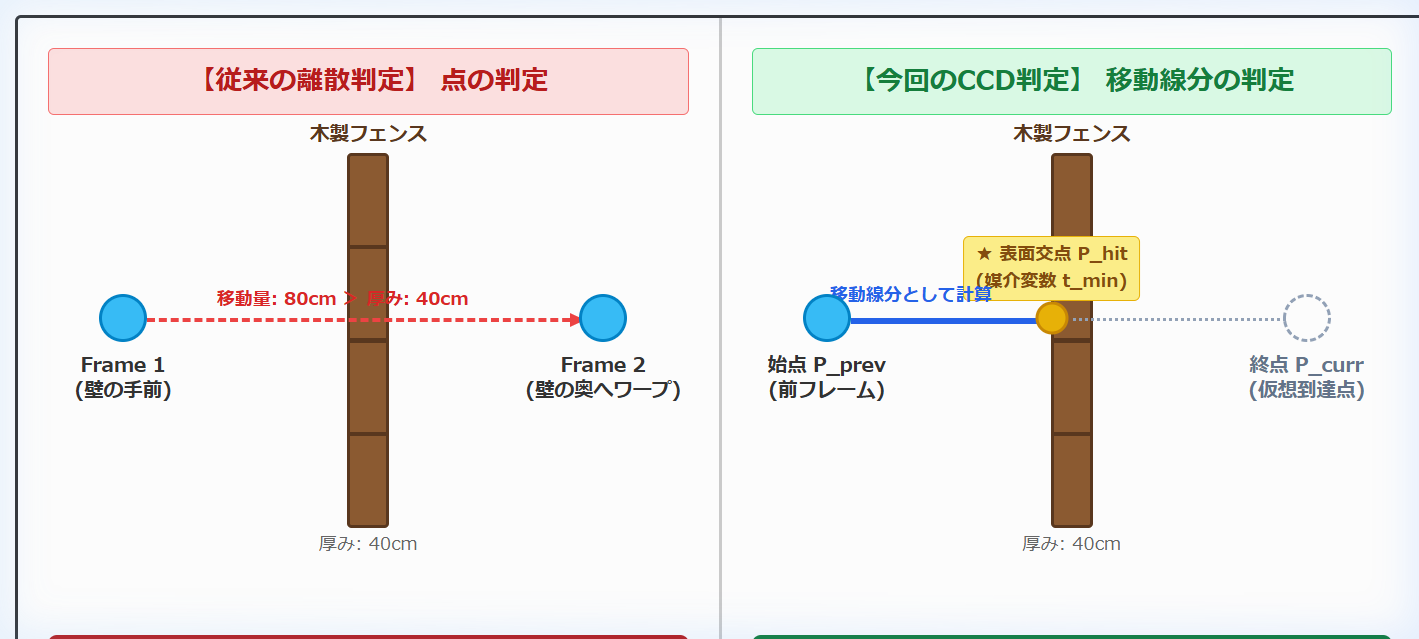 【従来の離散判定】 点の判定
木製フェンス
移動量: 80cm > 厚み: 40cm
Frame 1
(壁の手前)
Frame 2
(壁の奥へワープ)
厚み: 40cm
【今回のCCD判定】 移動線分の判定
木製フェンス
★ 表面交点 P_hit
(媒介変数 t_min)
移動線分として計算
始点 P_prev
(前フレーム)
終点 P_curr
(仮想到達点)
厚み: 40cm